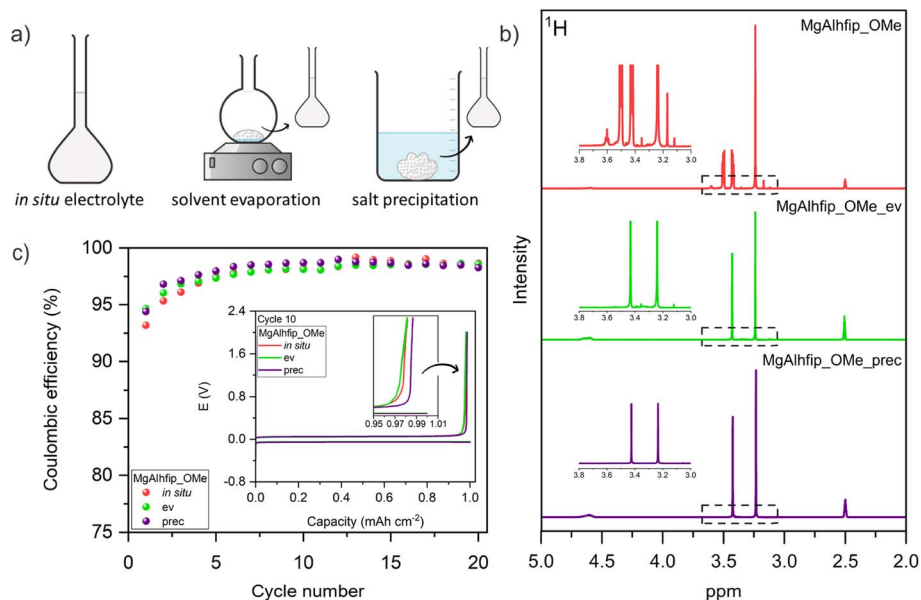 a)
in situ electrolyte
solvent evaporation
salt precipitation
b)
1H
MgAlhfip_OMe
3.8 3.6 3.4 3.2 3.0
MgAlhfip_OMe_ev
3.8 3.6 3.4 3.2 3.0
MgAlhfip_OMe_prec
3.8 3.6 3.4 3.2 3.0
Intensity
5.0 4.5 4.0 3.5 3.0 2.5 2.0
ppm
c)
Coulombic efficiency (%)
100
95
90
85
80
75
MgAlhfip_OMe
in situ
ev
prec
0 5 10 15 20
Cycle number
Cycle 10
MgAlhfip_OMe
in situ
ev
prec
E (V)
2.4
1.6
0.8
0.0
-0.8
0.95 0.97 0.99 1.01
0.0 0.2 0.4 0.6 0.8 1.0
Capacity (mAh cm-2)